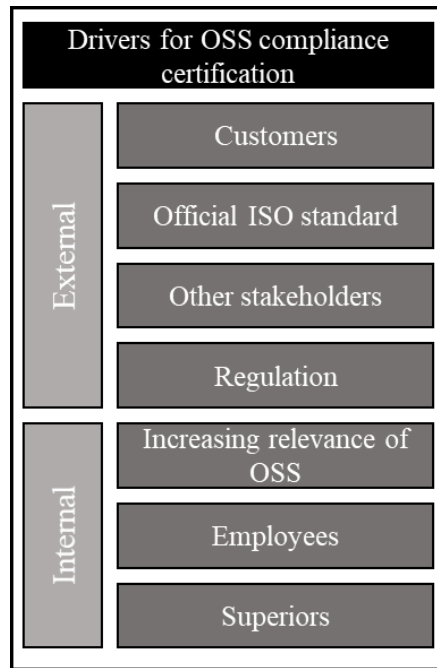 Drivers for OSS compliance
certification
External
Customers
Official ISO standard
Other stakeholders
Regulation
Internal
Increasing relevance of
OSS
Employees
Superiors